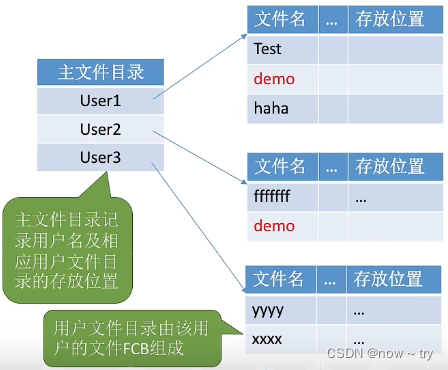 主文件目录
User1
User2
User3
主文件目录记
录用户名及相
应用户文件目
录的存放位置
文件名 ... 存放位置
Test
demo
haha
文件名 ... 存放位置
fffffff ...
demo
文件名 ... 存放位置
yyyy ...
xxxx ...
用户文件目录由该用
户的文件FCB组成
CSDN @now ~ try